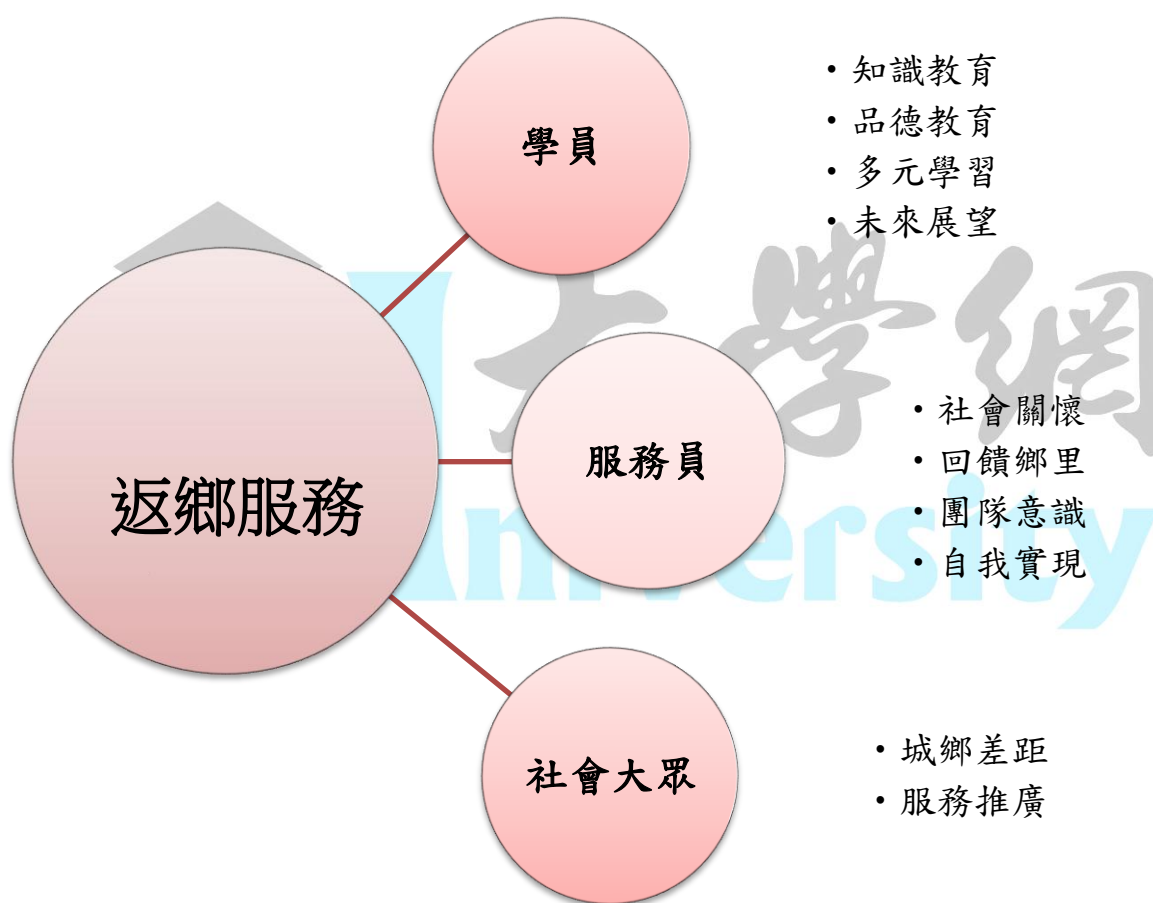 學員
• 知識教育
• 品德教育
• 多元學習
• 未來展望
返鄉服務
服務員
• 社會關懷
• 回饋鄉里
• 團隊意識
• 自我實現
社會大眾
• 城鄉差距
• 服務推廣
大學網
University